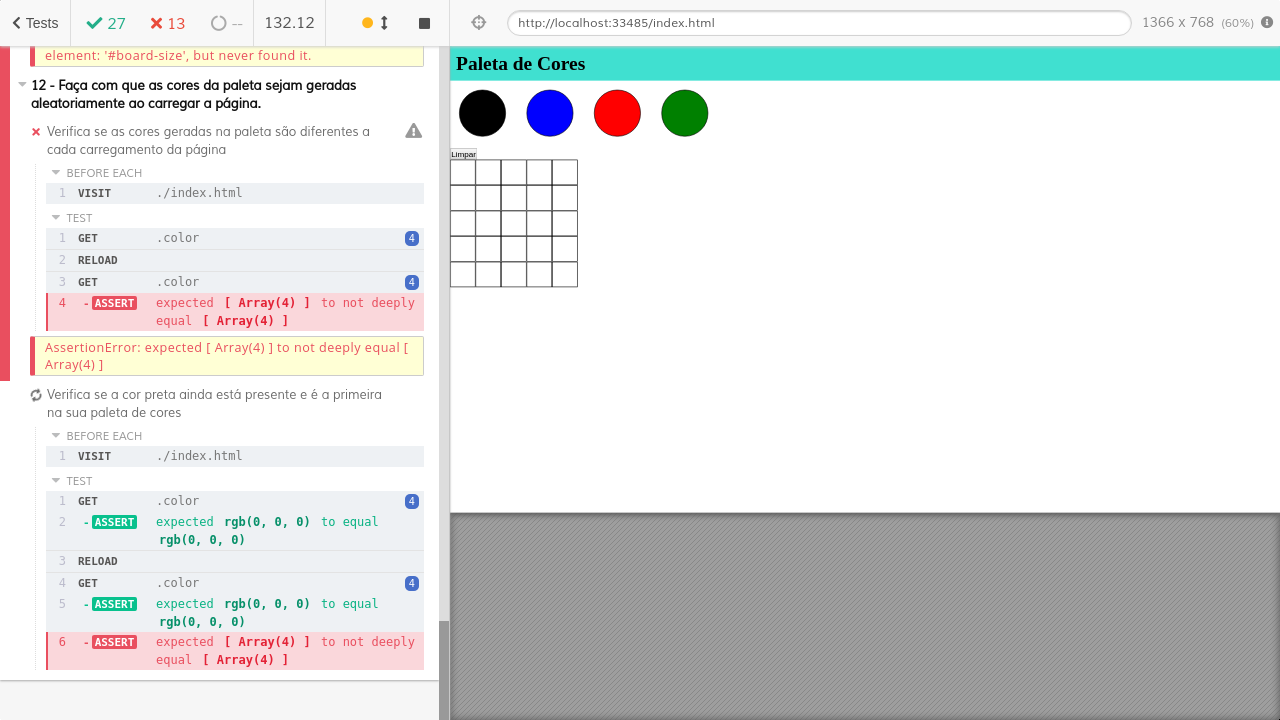 Tests
27
13
--
132.12
http://localhost:33485/index.html
1366 x 768 (60%)
element: '#board-size', but never found it.
12 - Faça com que as cores da paleta sejam geradas
aleatoriamente ao carregar a página.
Verifica se as cores geradas na paleta são diferentes a
cada carregamento da página
BEFORE EACH
1 VISIT ./index.html
TEST
1 GET .color 4
2 RELOAD
3 GET .color 4
4 -ASSERT expected [ Array(4) ] to not deeply
equal [ Array(4) ]
AssertionError: expected [ Array(4) ] to not deeply equal [
Array(4) ]
Verifica se a cor preta ainda está presente e é a primeira
na sua paleta de cores
BEFORE EACH
1 VISIT ./index.html
TEST
1 GET .color 4
2 -ASSERT expected rgb(0, 0, 0) to equal
rgb(0, 0, 0)
3 RELOAD
4 GET .color 4
5 -ASSERT expected rgb(0, 0, 0) to equal
rgb(0, 0, 0)
6 -ASSERT expected [ Array(4) ] to not deeply
equal [ Array(4) ]
Paleta de Cores
Limpar